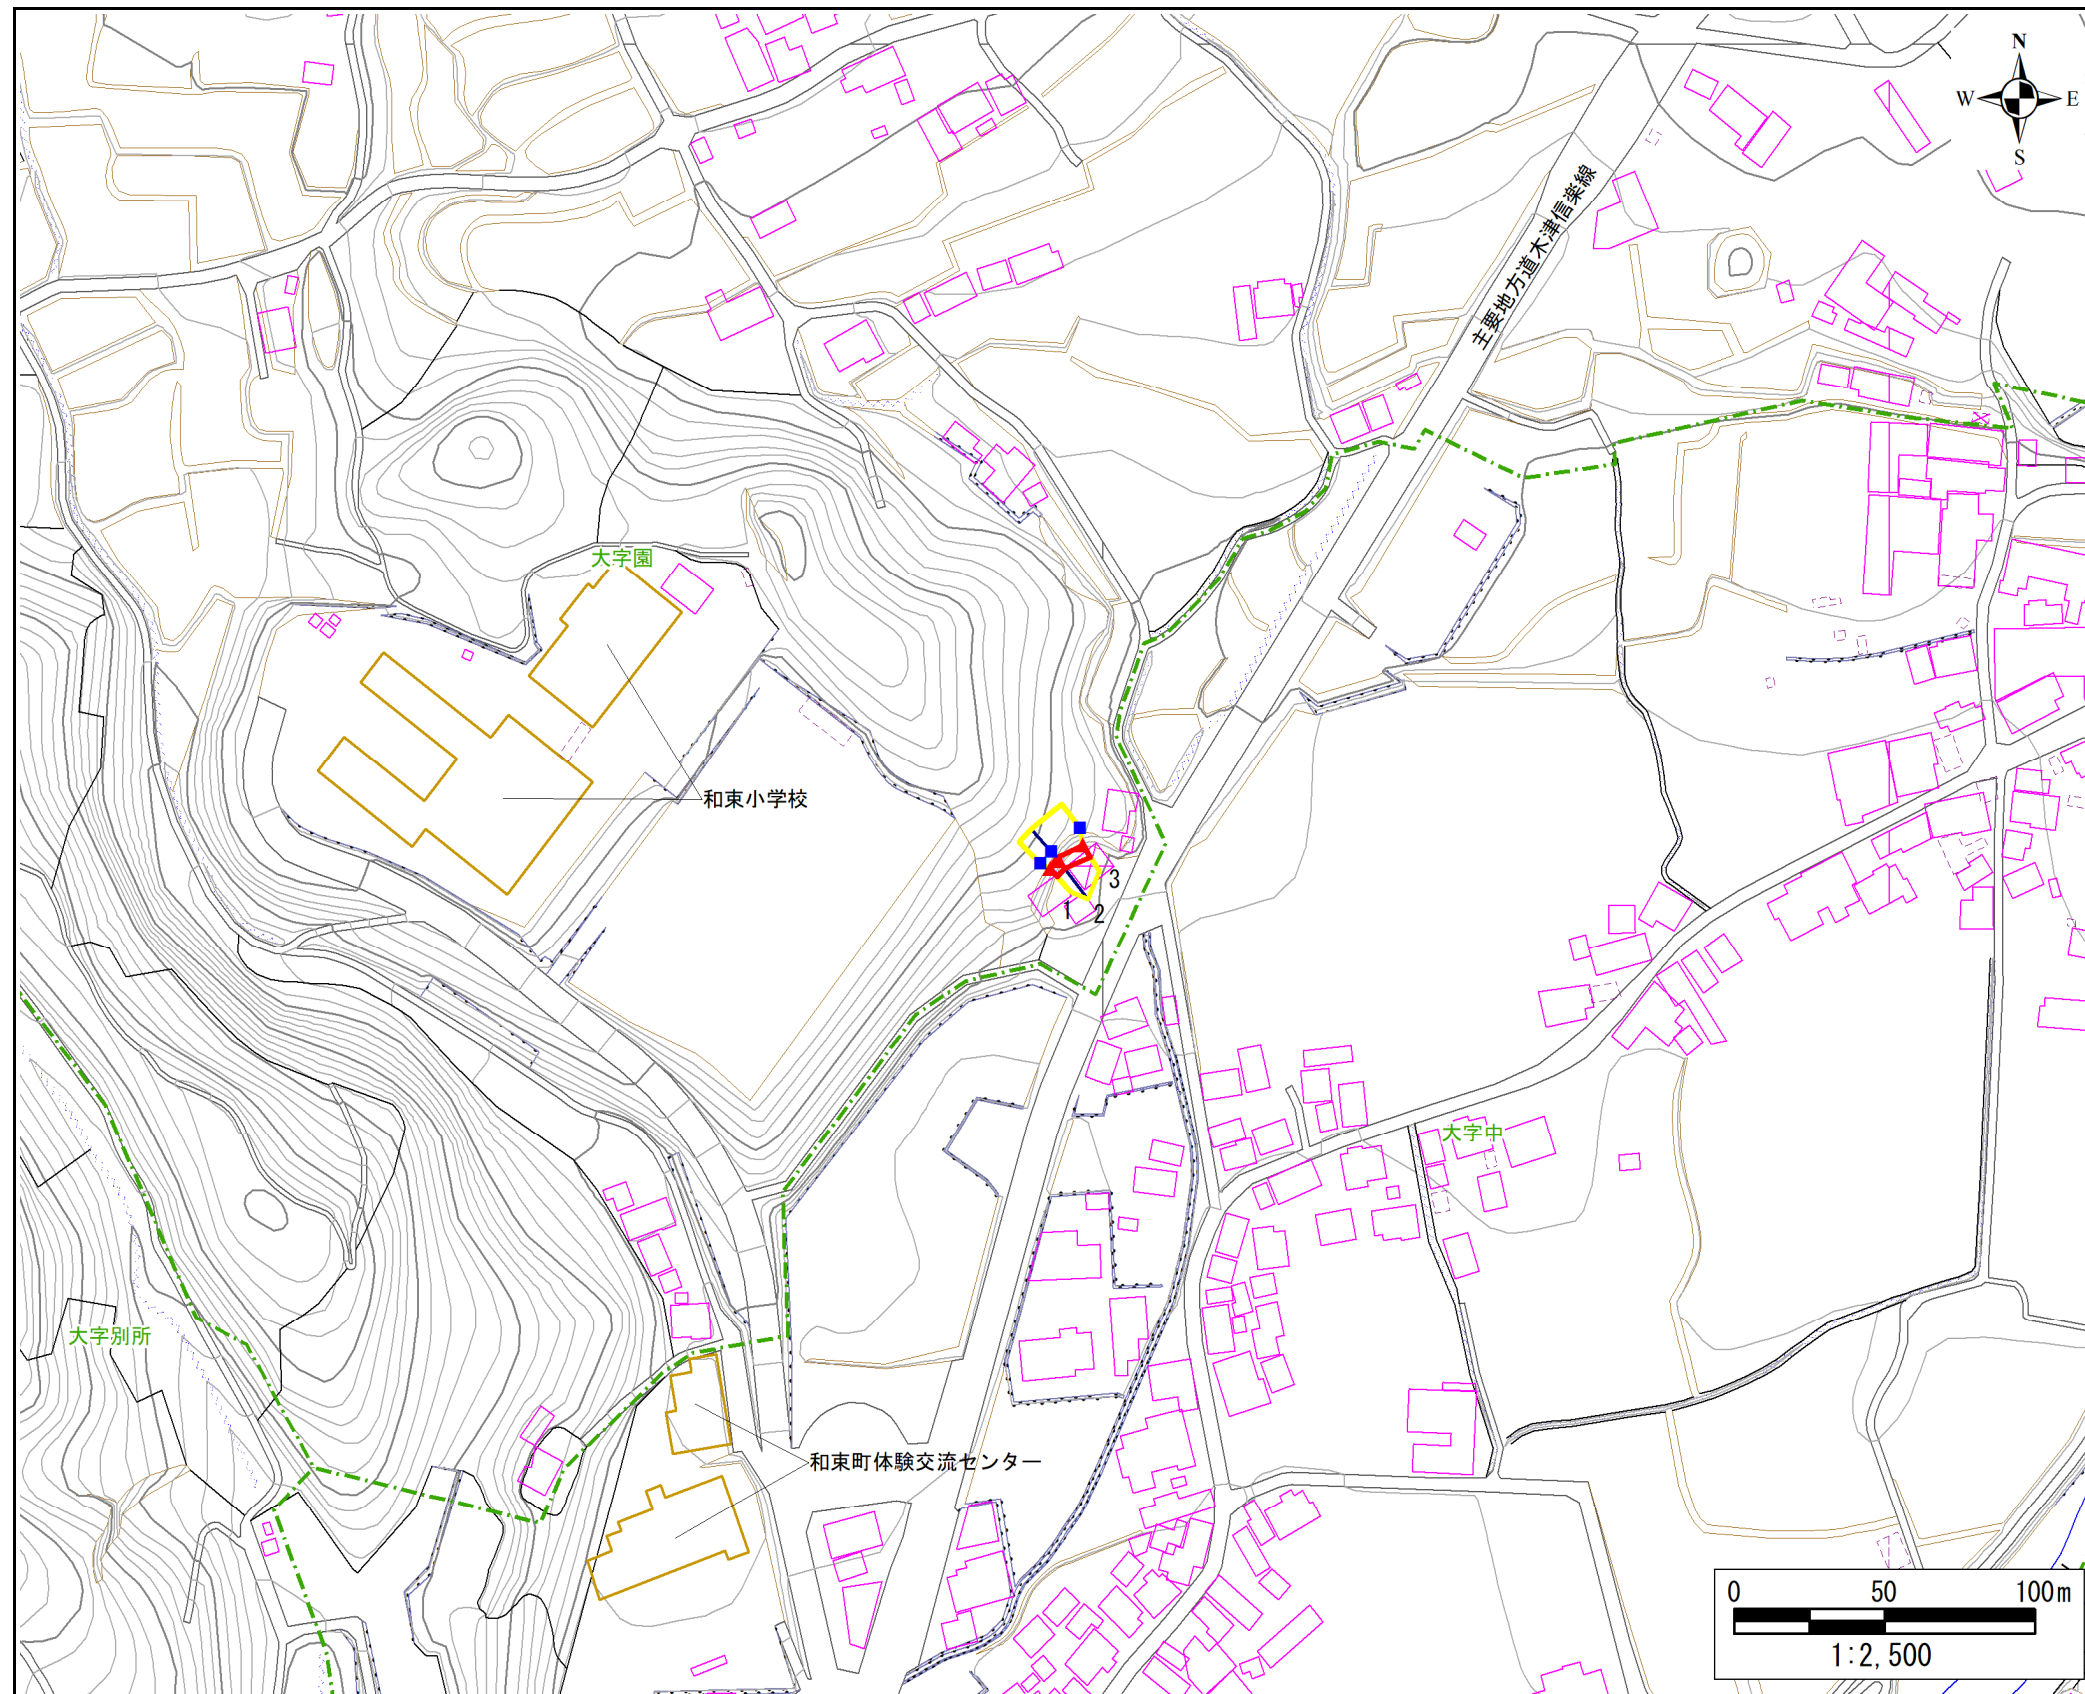 N
W E
S
主要地方道木津信楽線
大字園
和束小学校
3
1 2
大字中
大字別所
和束町体験交流センター
0 50 100m
1:2,500